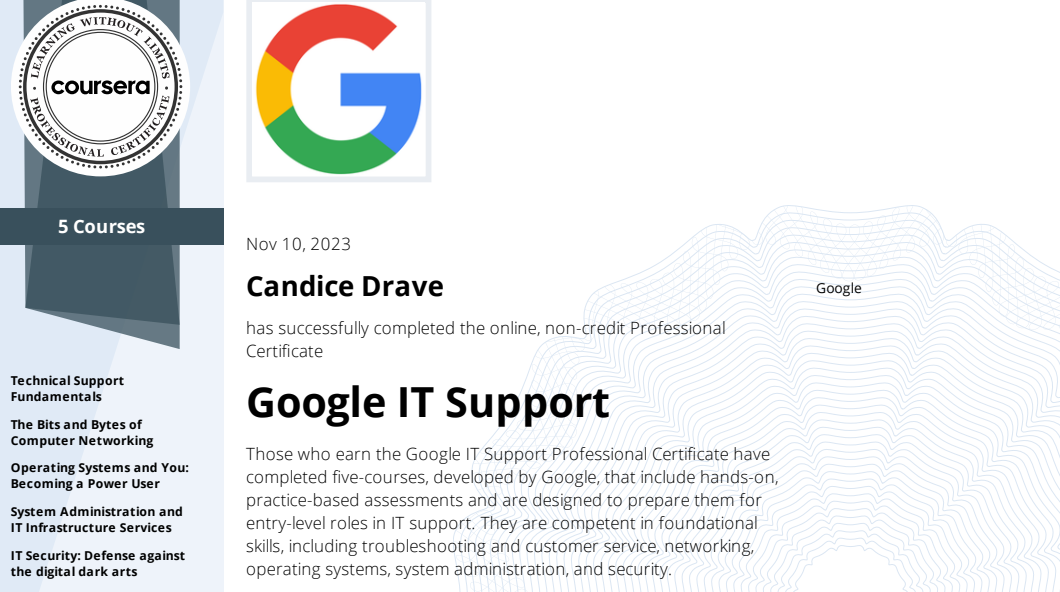 LEARNING WITHOUT LIMITS
coursera
PROFESSIONAL CERTIFICATE
5 Courses
Technical Support
Fundamentals
The Bits and Bytes of
Computer Networking
Operating Systems and You:
Becoming a Power User
System Administration and
IT Infrastructure Services
IT Security: Defense against
the digital dark arts
Nov 10, 2023
Candice Drave
has successfully completed the online, non-credit Professional
Certificate
Google IT Support
Those who earn the Google IT Support Professional Certificate have
completed five-courses, developed by Google, that include hands-on,
practice-based assessments and are designed to prepare them for
entry-level roles in IT support. They are competent in foundational
skills, including troubleshooting and customer service, networking,
operating systems, system administration, and security.
Google